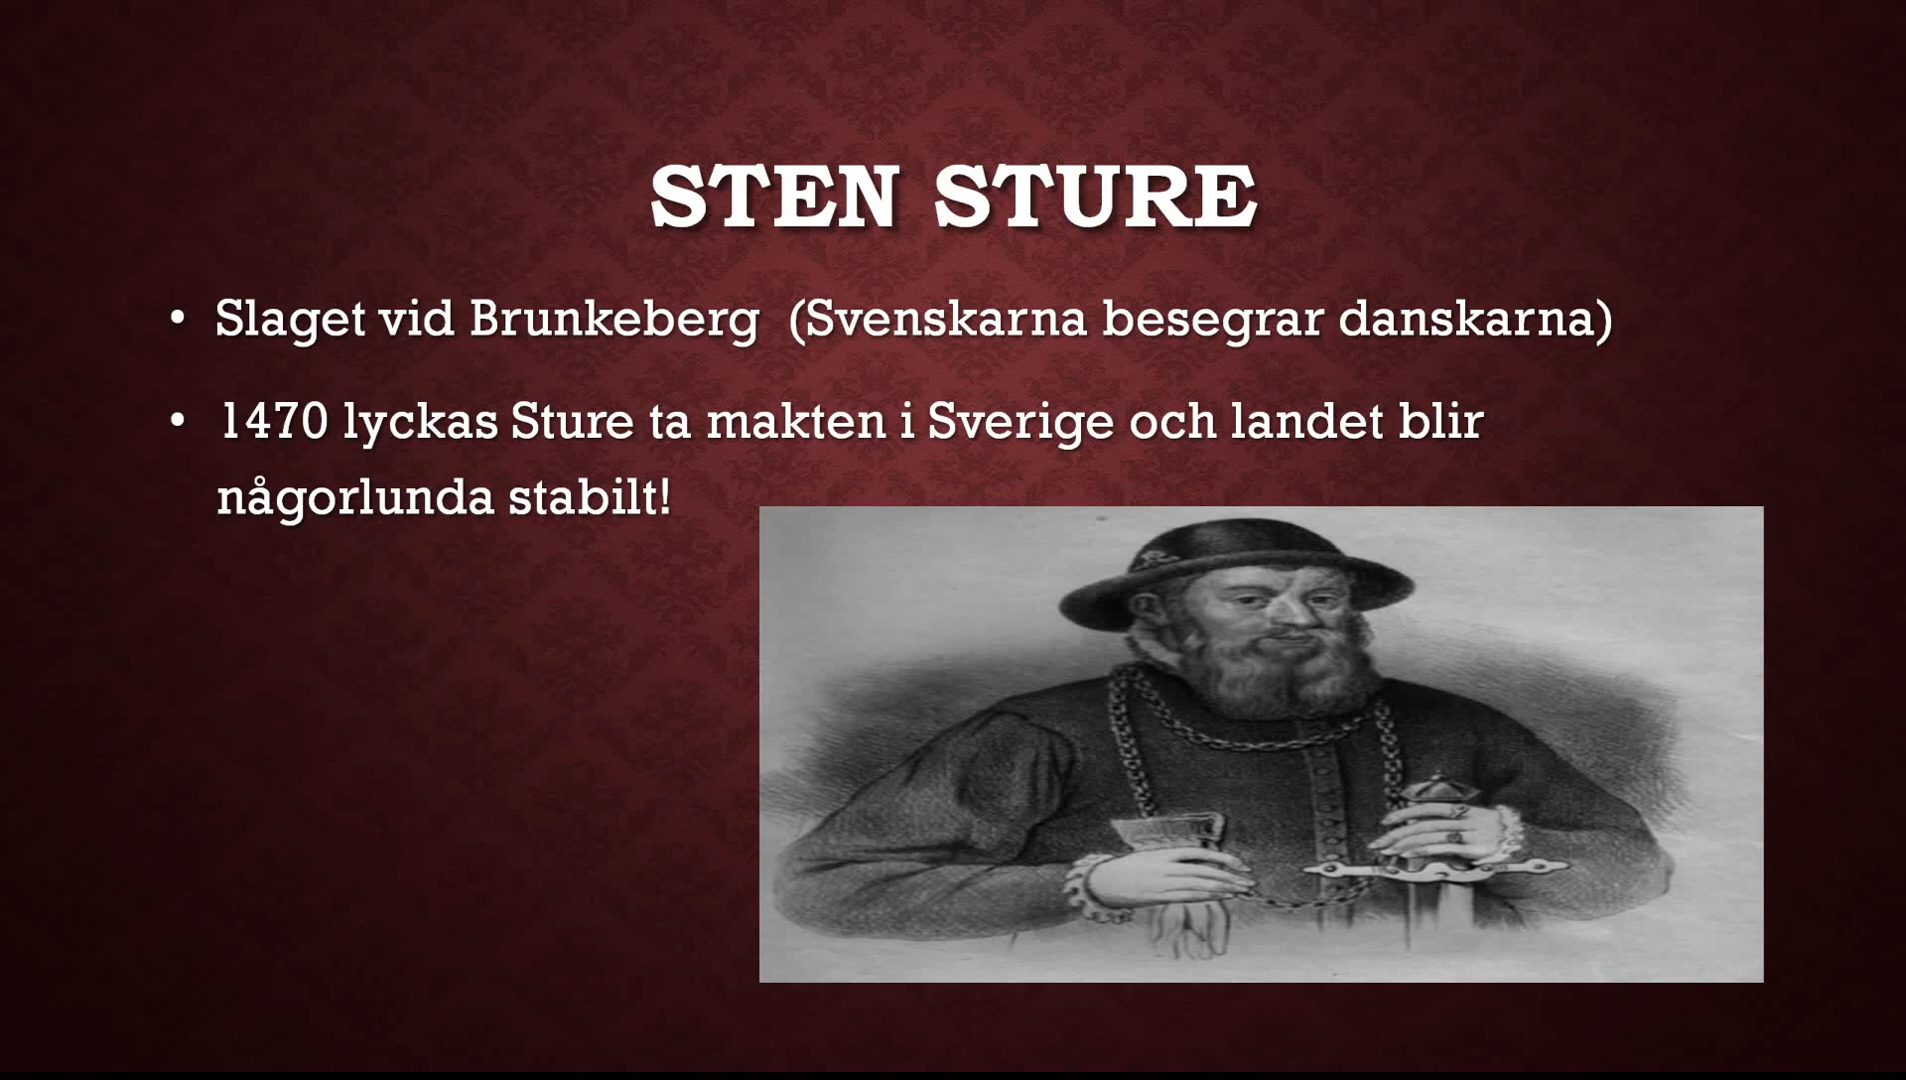 STEN STURE
• Slaget vid Brunkeberg (Svenskarna besegrar danskarna)
• 1470 lyckas Sture ta makten i Sverige och landet blir
någorlunda stabilt!